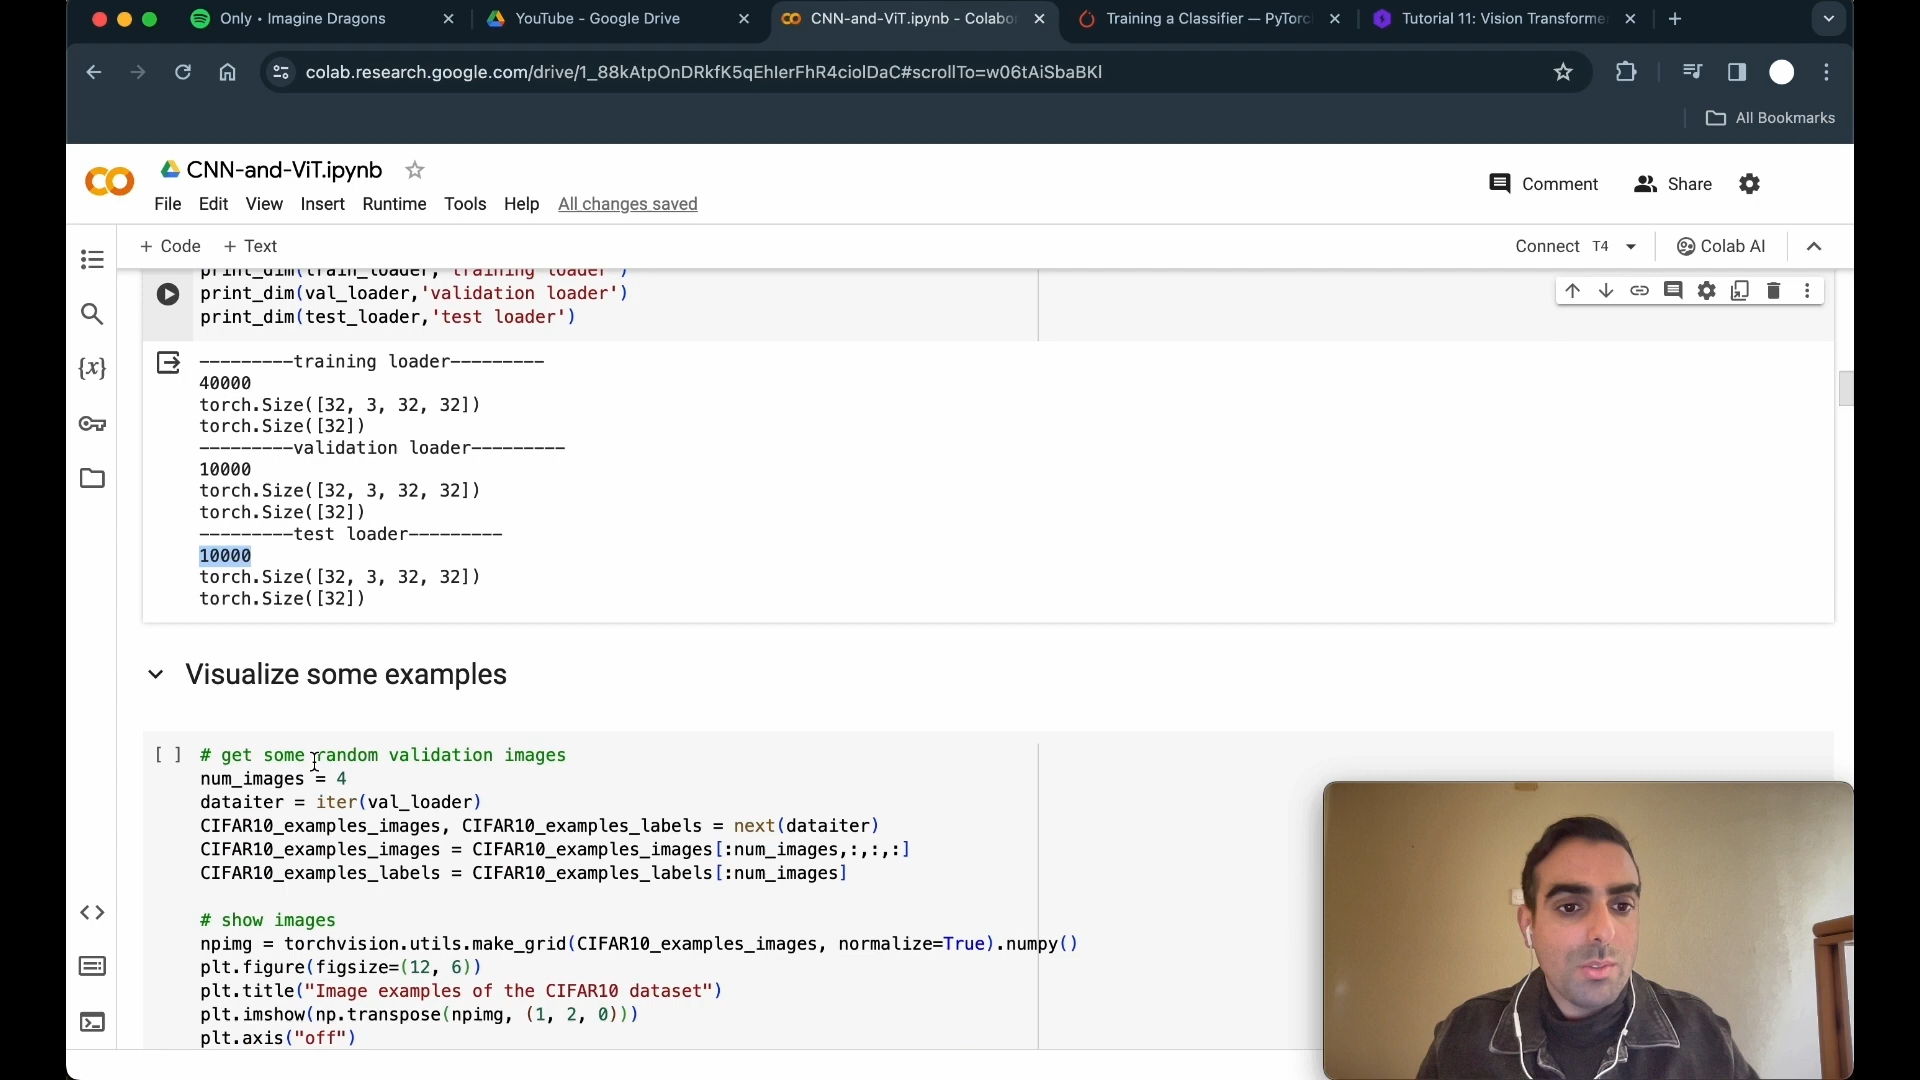 Only • Imagine Dragons
YouTube - Google Drive
CNN-and-ViT.ipynb - Colabo
Training a Classifier — PyTorc
Tutorial 11: Vision Transforme
colab.research.google.com/drive/1_88kAtpOnDRkfK5qEhlerFhR4ciolDaC#scrollTo=w06tAiSbaBKl
All Bookmarks
CNN-and-ViT.ipynb
Comment
Share
File Edit View Insert Runtime Tools Help All changes saved
+ Code + Text
Connect T4
Colab AI
print_dim(train_loader,'training loader')
print_dim(val_loader,'validation loader')
print_dim(test_loader,'test loader')
---------training loader---------
40000
torch.Size([32, 3, 32, 32])
torch.Size([32])
---------validation loader---------
10000
torch.Size([32, 3, 32, 32])
torch.Size([32])
---------test loader---------
10000
torch.Size([32, 3, 32, 32])
torch.Size([32])
Visualize some examples
[ ] # get some random validation images
num_images = 4
dataiter = iter(val_loader)
CIFAR10_examples_images, CIFAR10_examples_labels = next(dataiter)
CIFAR10_examples_images = CIFAR10_examples_images[:num_images,:,:,:]
CIFAR10_examples_labels = CIFAR10_examples_labels[:num_images]
# show images
npimg = torchvision.utils.make_grid(CIFAR10_examples_images, normalize=True).numpy()
plt.figure(figsize=(12, 6))
plt.title("Image examples of the CIFAR10 dataset")
plt.imshow(np.transpose(npimg, (1, 2, 0)))
plt.axis("off")